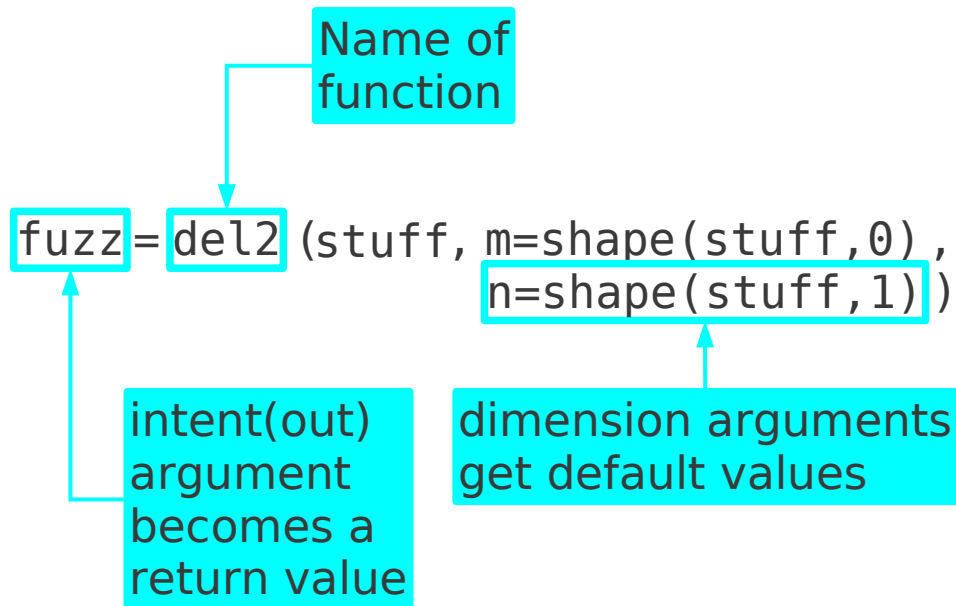 Name of
function
fuzz = del2 (stuff, m=shape(stuff,0),
n=shape(stuff,1))
intent(out)
argument
becomes a
return value
dimension arguments
get default values